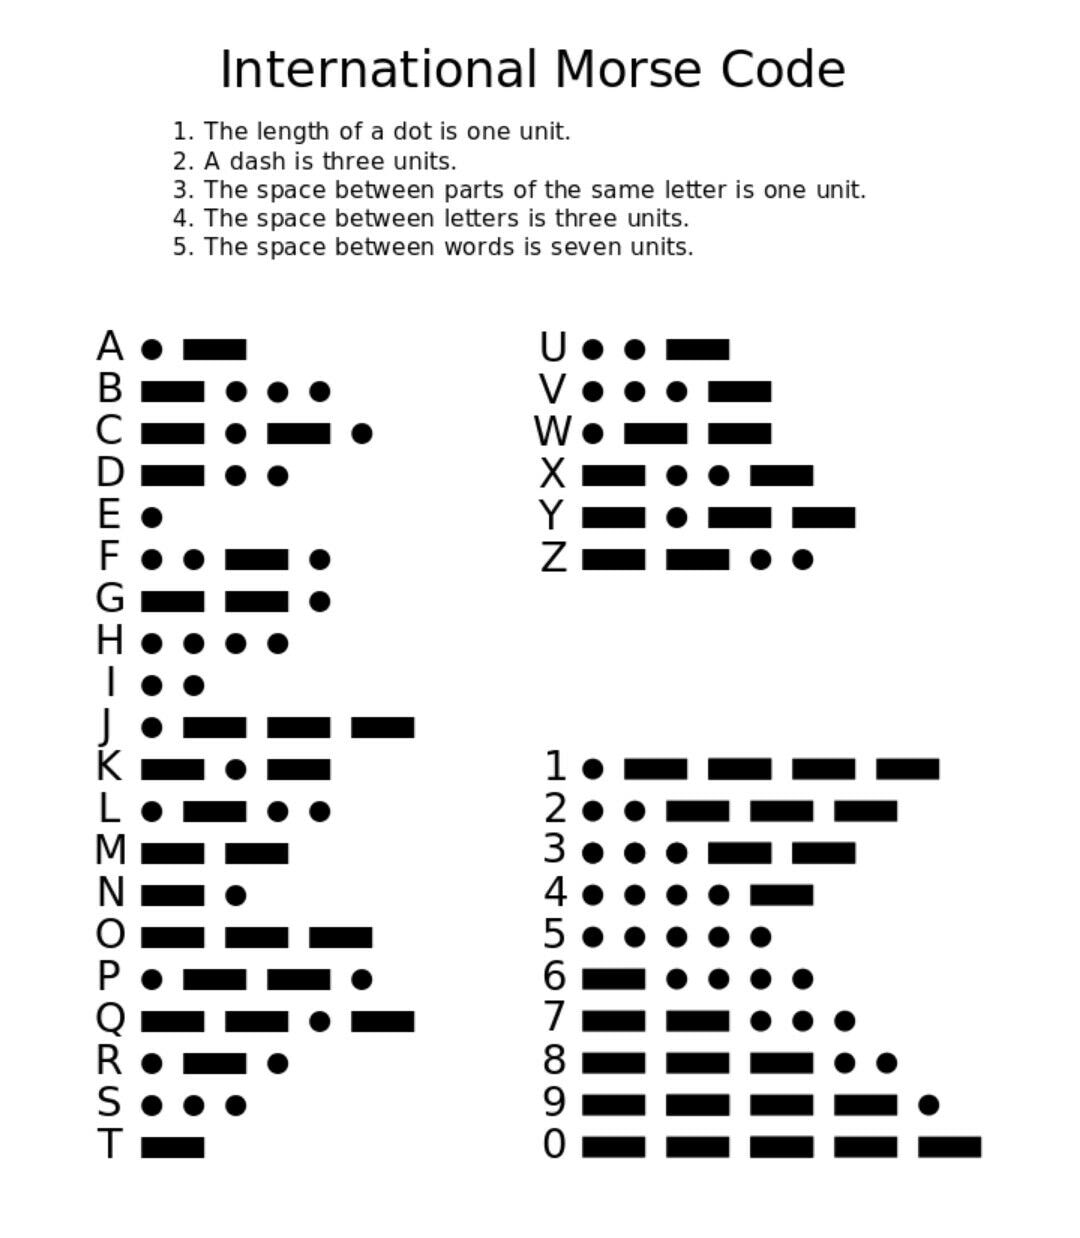 International Morse Code
1. The length of a dot is one unit.
2. A dash is three units.
3. The space between parts of the same letter is one unit.
4. The space between letters is three units.
5. The space between words is seven units.
A
B
C
D
E
F
G
H
I
J
K
L
M
N
O
P
Q
R
S
T
U
V
W
X
Y
Z
1
2
3
4
5
6
7
8
9
0